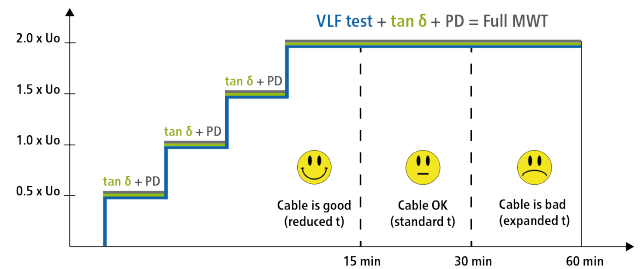 VLF test + tan δ + PD = Full MWT
2.0 x Uo
1.5 x Uo
tan δ + PD
1.0 x Uo
tan δ + PD
0.5 x Uo
tan δ + PD
Cable is good
(reduced t)
Cable OK
(standard t)
Cable is bad
(expanded t)
15 min
30 min
60 min